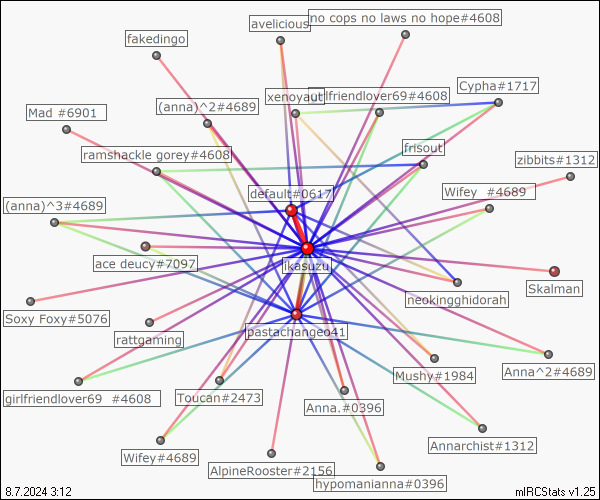 no cops no laws no hope#4608
avelicious
fakedingo
Cypha#1717
xenoyaut
rlfriendlover69#4608
(anna)^2#4689
Mad #6901
frisout
ramshackle gorey#4608
zibbits#1312
default#0617
Wifey  #4689
(anna)^3#4689
ikasuzu
ace deucy#7097
Skalman
neokingghidorah
Soxy Foxy#5076
rattgaming
pastachangeo41
Anna^2#4689
Mushy#1984
girlfriendlover69  #4608
Toucan#2473
Anna.#0396
Annarchist#1312
Wifey#4689
AlpineRooster#2156
hypomanianna#0396
8.7.2024 3:12
mIRCStats v1.25